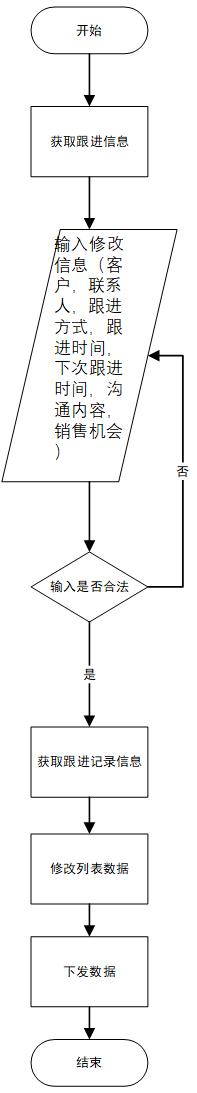 开始
获取跟进信息
输入修改
信息（客
户，联系
人，跟进
方式，跟
进时间，
下次跟进
时间，沟
通内容，
销售机会
）
否
输入是否合法
是
获取跟进记录信息
修改列表数据
下发数据
结束